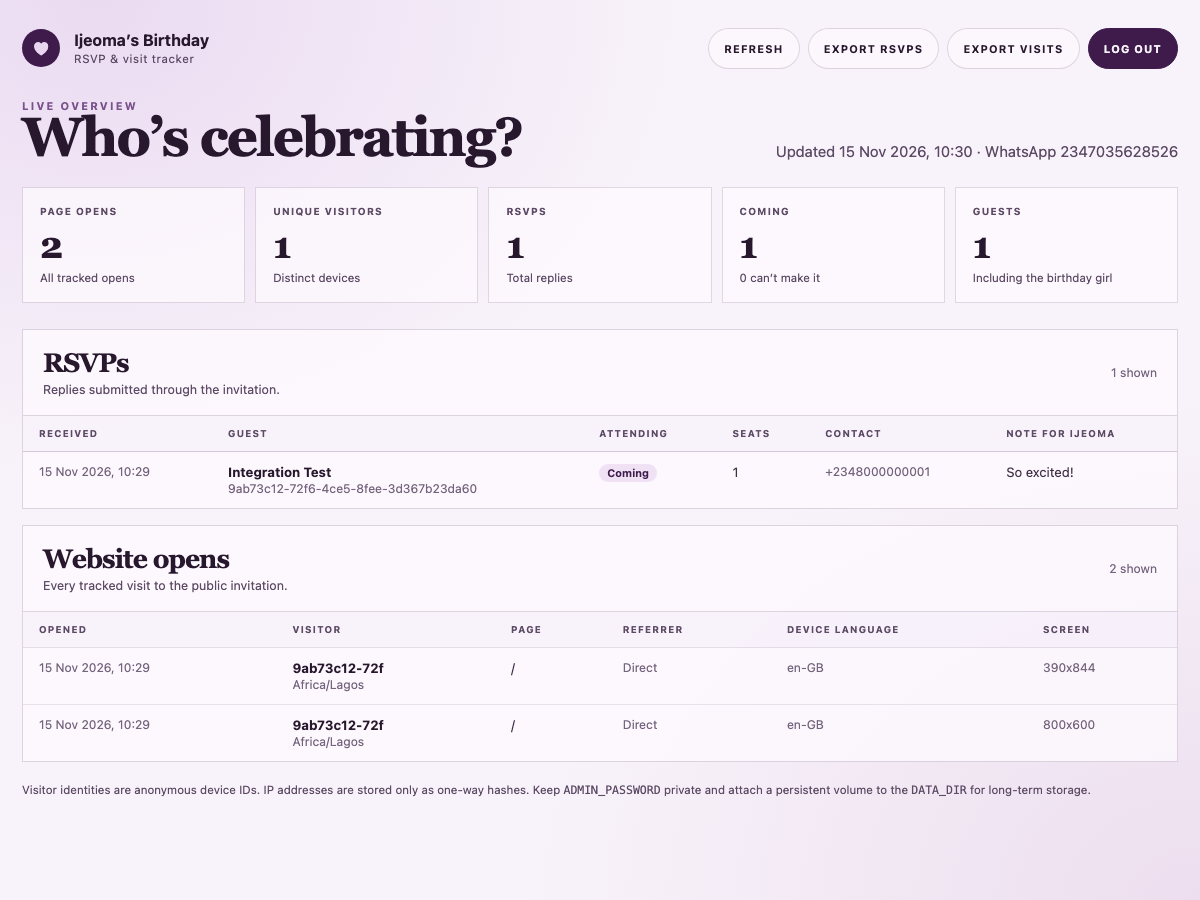 Ijeoma’s Birthday
RSVP & visit tracker
REFRESH
EXPORT RSVPS
EXPORT VISITS
LOG OUT
LIVE OVERVIEW
Who’s celebrating?
Updated 15 Nov 2026, 10:30 · WhatsApp 2347035628526
PAGE OPENS
2
All tracked opens
UNIQUE VISITORS
1
Distinct devices
RSVPS
1
Total replies
COMING
1
0 can’t make it
GUESTS
1
Including the birthday girl
RSVPs
Replies submitted through the invitation.
1 shown
RECEIVED GUEST ATTENDING SEATS CONTACT NOTE FOR IJEOMA
15 Nov 2026, 10:29 Integration Test Coming 1 +2348000000001 So excited!
9ab73c12-72f6-4ce5-8fee-3d367b23da60
Website opens
Every tracked visit to the public invitation.
2 shown
OPENED VISITOR PAGE REFERRER DEVICE LANGUAGE SCREEN
15 Nov 2026, 10:29 9ab73c12-72f / Direct en-GB 390x844
Africa/Lagos
15 Nov 2026, 10:29 9ab73c12-72f / Direct en-GB 800x600
Africa/Lagos
Visitor identities are anonymous device IDs. IP addresses are stored only as one-way hashes. Keep ADMIN_PASSWORD private and attach a persistent volume to the DATA_DIR for long-term storage.